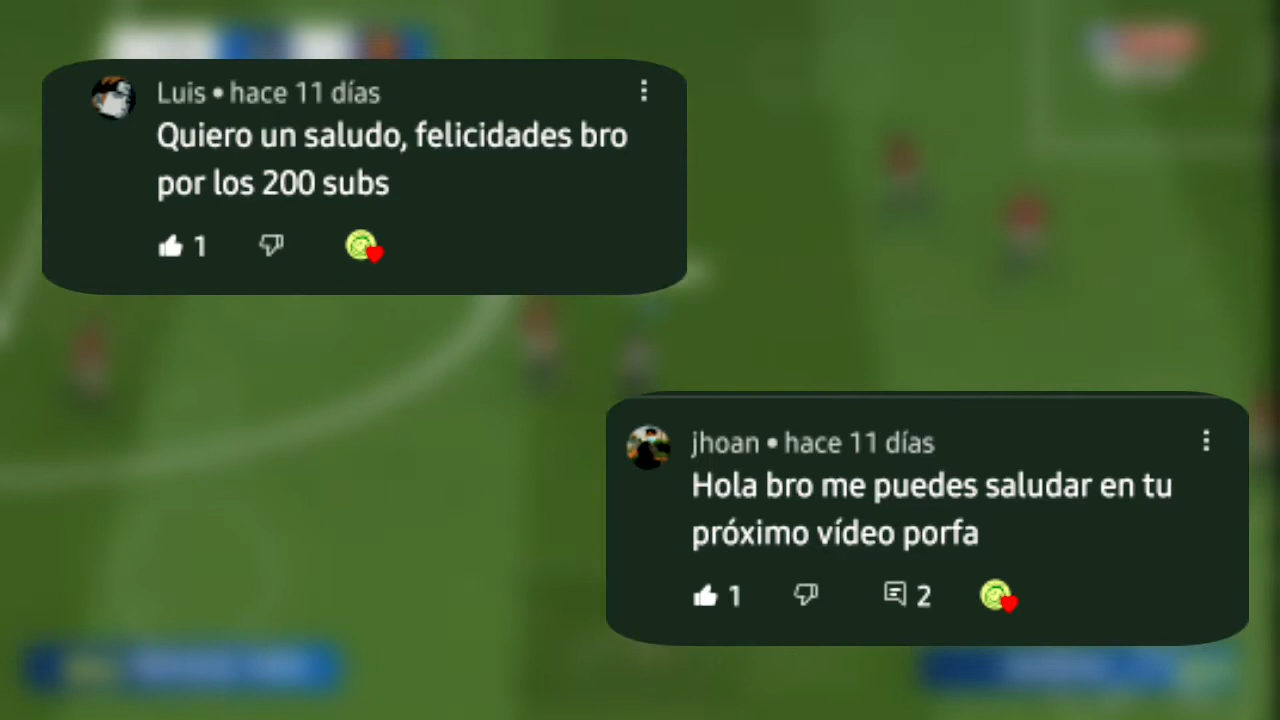 Luis • hace 11 días
Quiero un saludo, felicidades bro
por los 200 subs
1
jhoan • hace 11 días
Hola bro me puedes saludar en tu
próximo vídeo porfa
1 2